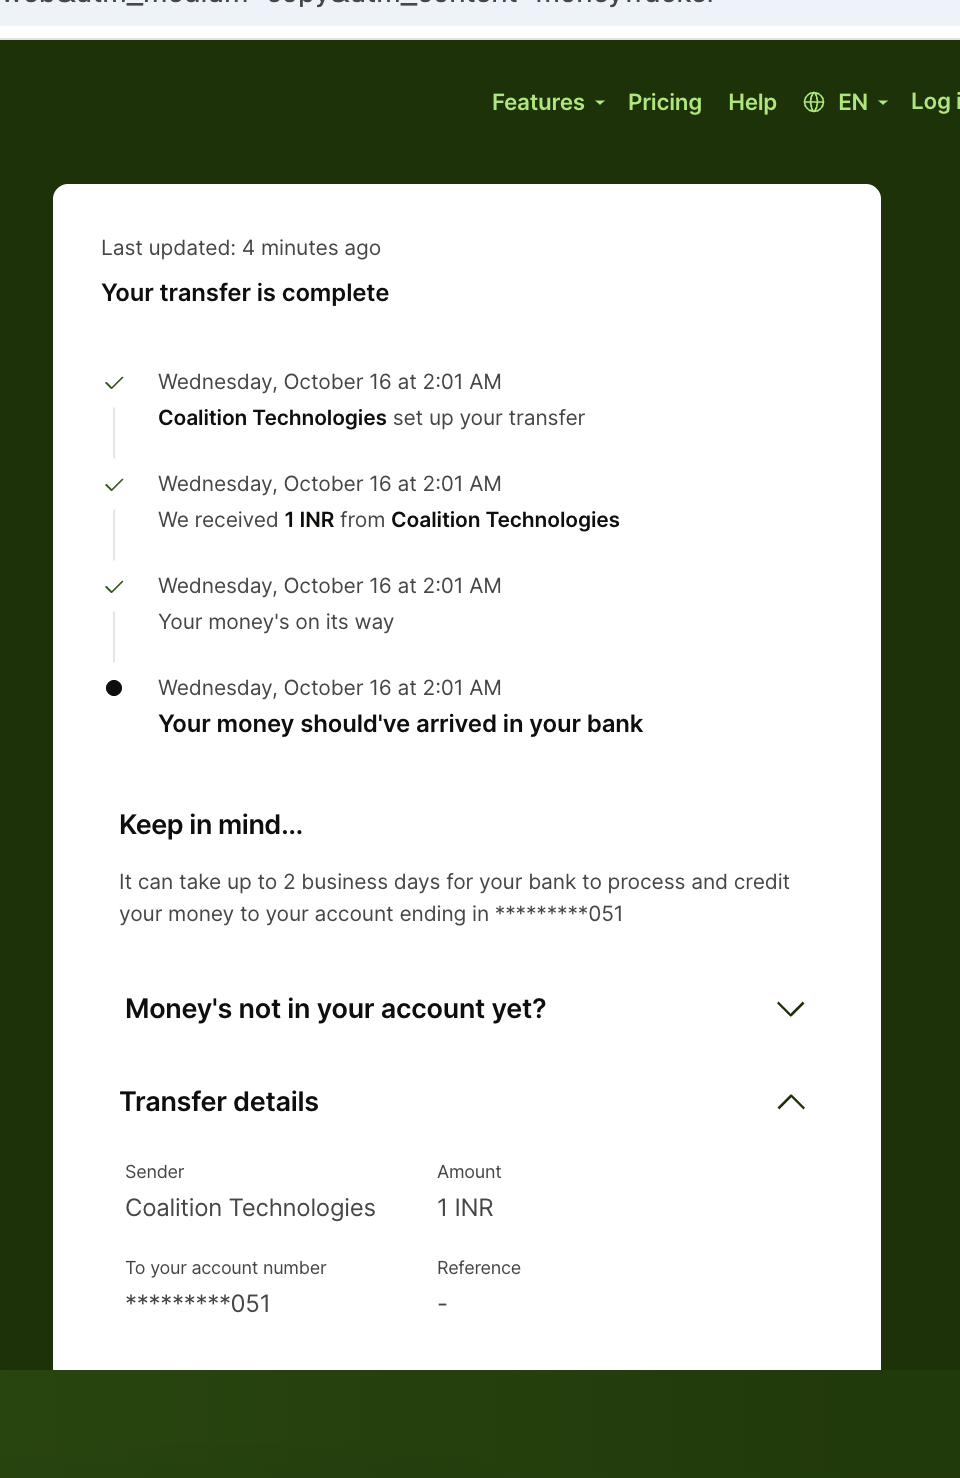 Features
Pricing
Help
EN
Log i
Last updated: 4 minutes ago
Your transfer is complete
Wednesday, October 16 at 2:01 AM
Coalition Technologies set up your transfer
Wednesday, October 16 at 2:01 AM
We received 1 INR from Coalition Technologies
Wednesday, October 16 at 2:01 AM
Your money's on its way
Wednesday, October 16 at 2:01 AM
Your money should've arrived in your bank
Keep in mind...
It can take up to 2 business days for your bank to process and credit
your money to your account ending in *********051
Money's not in your account yet?
Transfer details
Sender
Coalition Technologies
Amount
1 INR
To your account number
*********051
Reference
-